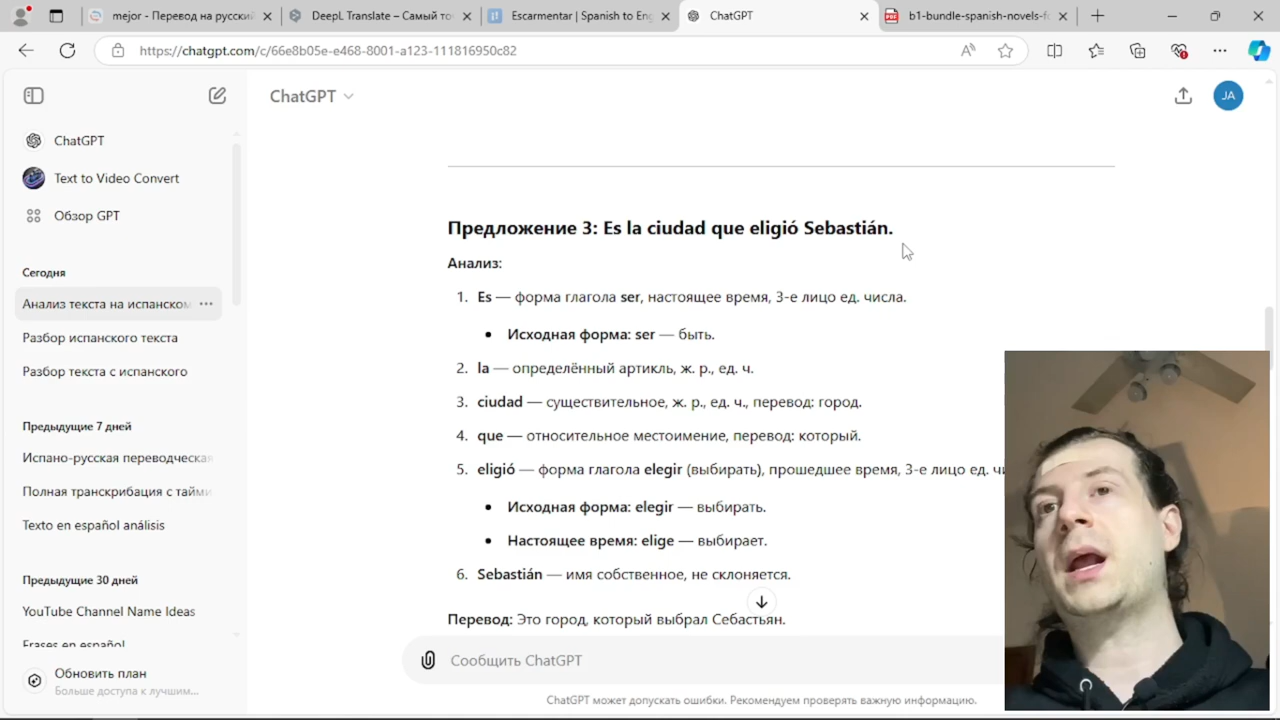 mejor - Перевод на русски
DeepL Translate – Самый то
Escarmentar | Spanish to Eng
ChatGPT
b1-bundle-spanish-novels-f
https://chatgpt.com/c/66e8b05e-e468-8001-a123-111816950c82
ChatGPT
JA
ChatGPT
Text to Video Convert
Обзор GPT
Сегодня
Анализ текста на испанском
Разбор испанского текста
Разбор текста с испанского
Предыдущие 7 дней
Испано-русская переводческая
Полная транскрибация с тайми
Texto en español análisis
Предыдущие 30 дней
YouTube Channel Name Ideas
Frases en español
Обновить план
Больше доступа к лучшим...
Предложение 3: Es la ciudad que eligió Sebastián.
Анализ:
1. Es — форма глагола ser, настоящее время, 3-е лицо ед. числа.
• Исходная форма: ser — быть.
2. la — определённый артикль, ж. р., ед. ч.
3. ciudad — существительное, ж. р., ед. ч., перевод: город.
4. que — относительное местоимение, перевод: который.
5. eligió — форма глагола elegir (выбирать), прошедшее время, 3-е лицо ед. чи
• Исходная форма: elegir — выбирать.
• Настоящее время: elige — выбирает.
6. Sebastián — имя собственное, не склоняется.
Перевод: Это город, который выбрал Себастьян.
Сообщить ChatGPT
ChatGPT может допускать ошибки. Рекомендуем проверять важную информацию.